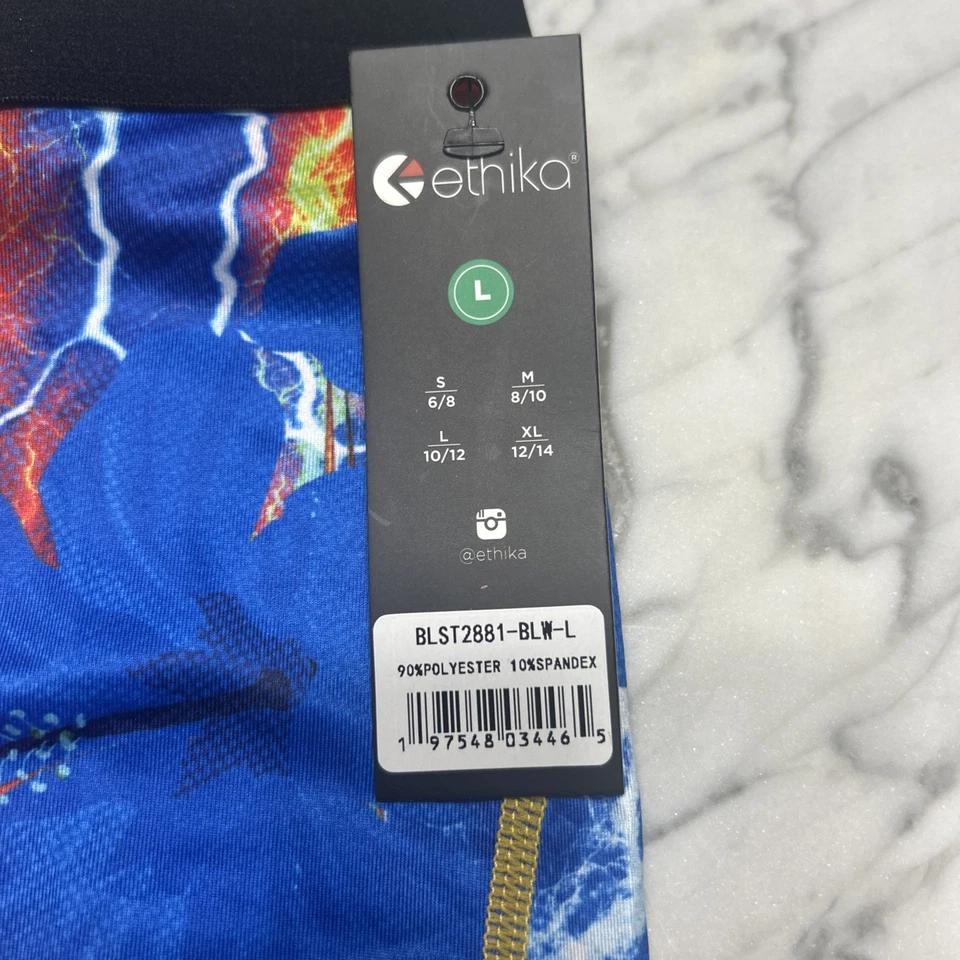 ethika®
L
S M
6/8 8/10
L XL
10/12 12/14
@ethika
BLST2881-BLW-L
90%POLYESTER 10%SPANDEX
1 97548 03446 5